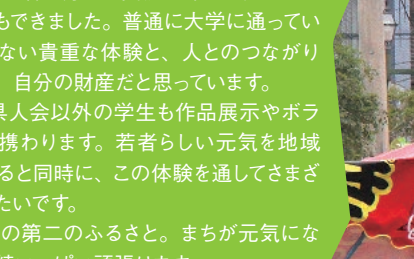 もできました。普通に大学に通ってい
ない貴重な体験と、人とのつながり
自分の財産だと思っています。
県人会以外の学生も作品展示やボラ
携わります。若者らしい元気を地域
ると同時に、この体験を通してさまざ
たいです。
の第二のふるさと。まちが元気にな